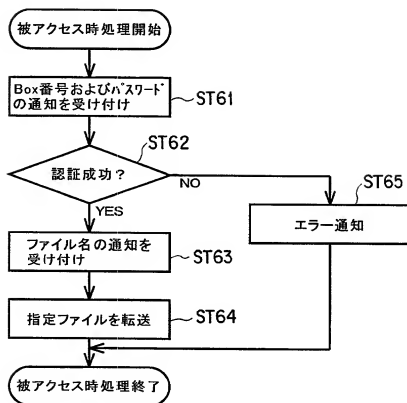 被アクセス時処理開始
Box番号およびパスワード
の通知を受け付け
ST61
ST62
認証成功？
NO
YES
ST65
エラー通知
ファイル名の通知を
受け付け
ST63
指定ファイルを転送
ST64
被アクセス時処理終了